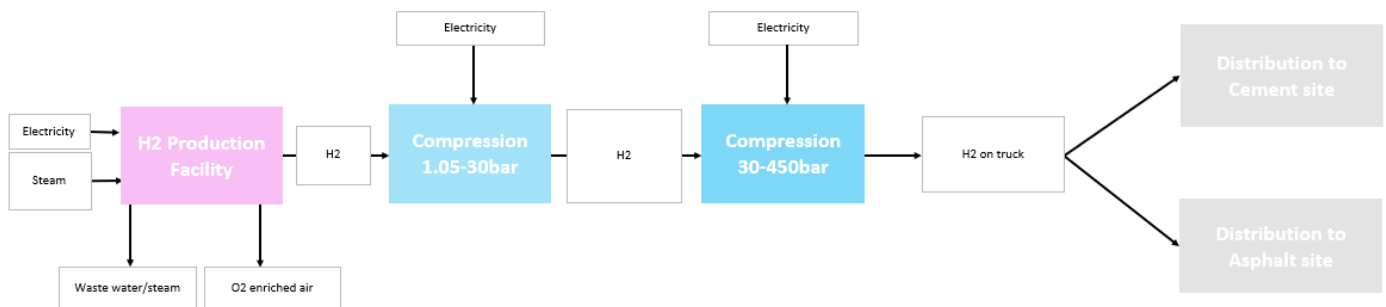 Electricity
Electricity
Electricity
Steam
H2 Production
Facility
H2
Compression
1.05-30bar
H2
Compression
30-450bar
H2 on truck
Distribution to
Cement site
Distribution to
Asphalt site
Waste water/steam
O2 enriched air